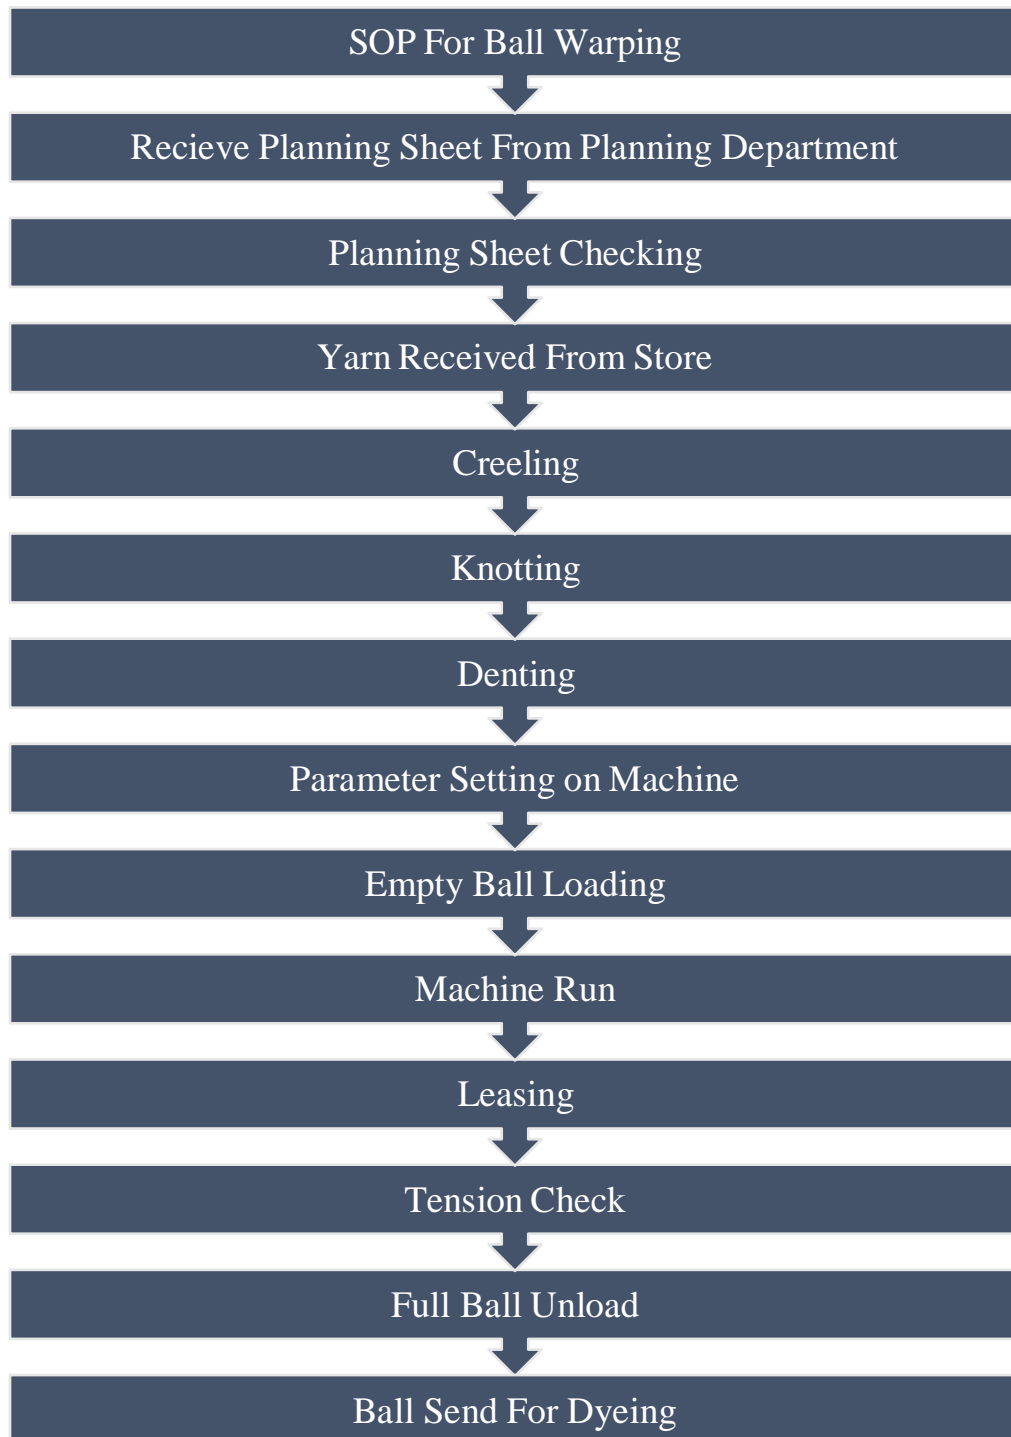 SOP For Ball Warping
Recieve Planning Sheet From Planning Department
Planning Sheet Checking
Yarn Received From Store
Creeling
Knotting
Denting
Parameter Setting on Machine
Empty Ball Loading
Machine Run
Leasing
Tension Check
Full Ball Unload
Ball Send For Dyeing